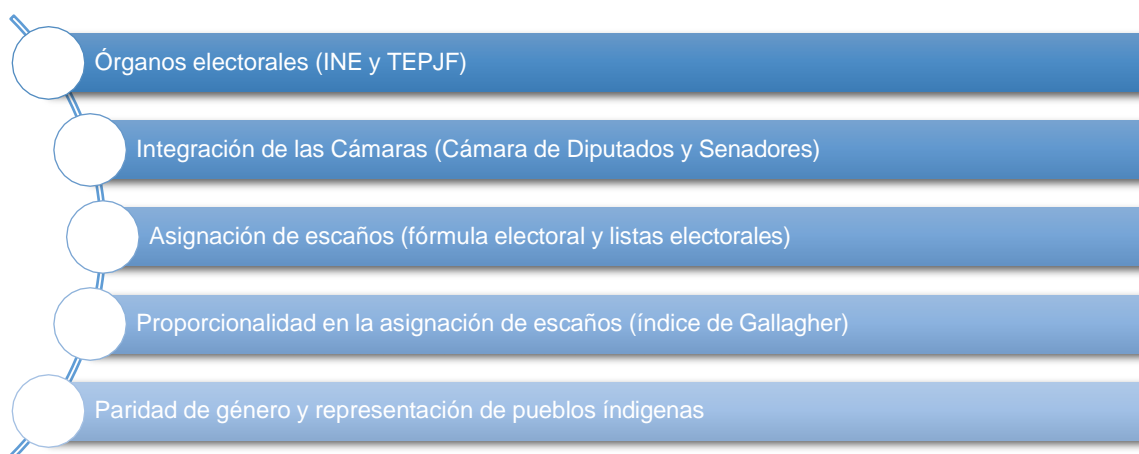 Órganos electorales (INE y TEPJF)
Integración de las Cámaras (Cámara de Diputados y Senadores)
Asignación de escaños (fórmula electoral y listas electorales)
Proporcionalidad en la asignación de escaños (índice de Gallagher)
Paridad de género y representación de pueblos índigenas